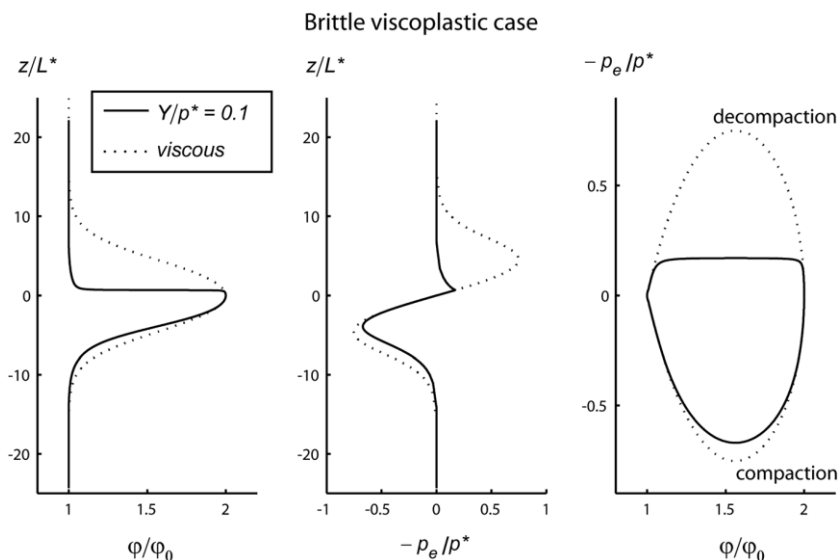 Brittle viscoplastic case
z/L*
20
10
0
-10
-20
1
1.5
2
φ/φ0
Y/p* = 0.1
viscous
z/L*
20
10
0
-10
-20
-1
-0.5
0
0.5
1
− pe/p*
− pe/p*
0.5
0
-0.5
decompaction
compaction
1
1.5
2
φ/φ0